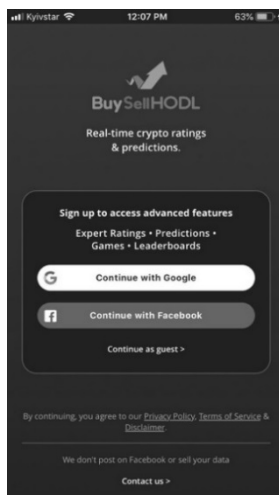 Kyivstar 12:07 PM 63%
BuySellHODL
Real-time crypto ratings
& predictions.
Sign up to access advanced features
Expert Ratings • Predictions •
Games • Leaderboards
G Continue with Google
f Continue with Facebook
Continue as guest >
By continuing, you agree to our Privacy Policy, Terms of Service &
Disclaimer.
We don't post on Facebook or sell your data
Contact us >